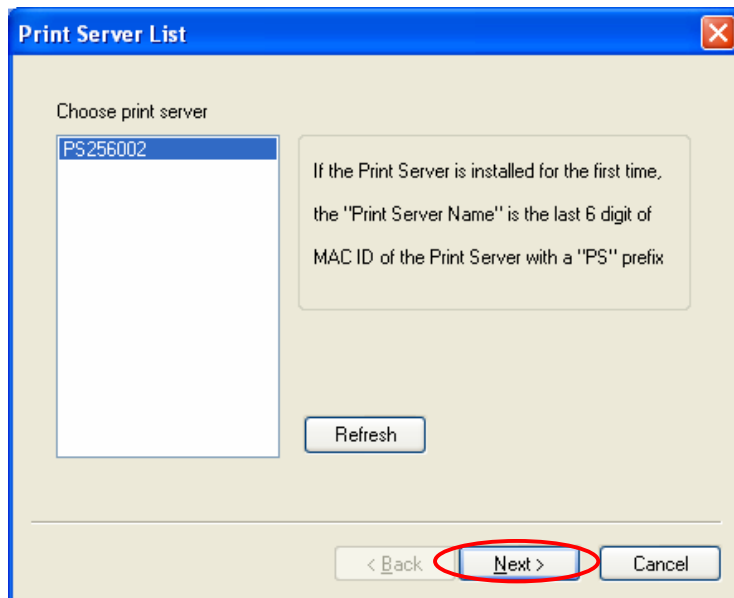 Print Server List
Choose print server
PS256002
If the Print Server is installed for the first time,
the "Print Server Name" is the last 6 digit of
MAC ID of the Print Server with a "PS" prefix
Refresh
< Back
Next >
Cancel